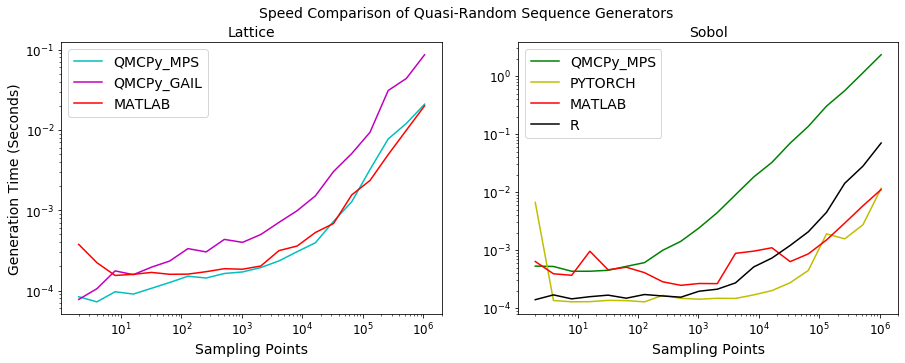 Speed Comparison of Quasi-Random Sequence Generators
Lattice
Generation Time (Seconds)
10⁻¹
10⁻²
10⁻³
10⁻⁴
QMCPy_MPS
QMCPy_GAIL
MATLAB
10¹ 10² 10³ 10⁴ 10⁵ 10⁶
Sampling Points
Sobol
10⁰
10⁻¹
10⁻²
10⁻³
10⁻⁴
QMCPy_MPS
PYTORCH
MATLAB
R
10¹ 10² 10³ 10⁴ 10⁵ 10⁶
Sampling Points